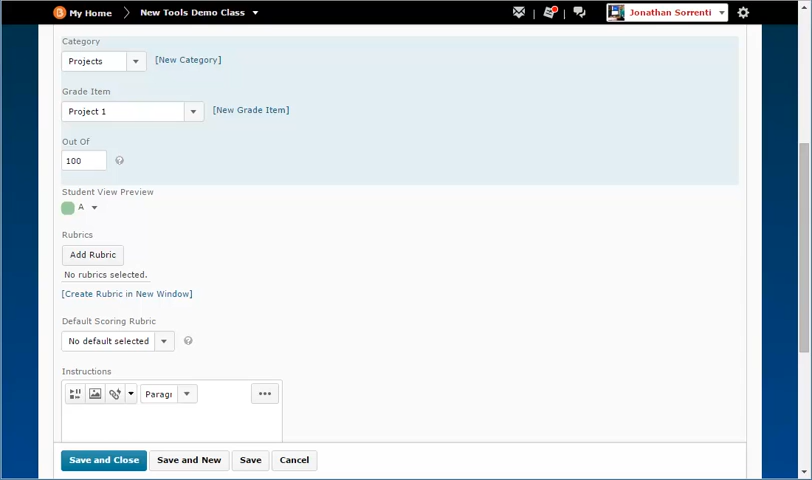 My Home
New Tools Demo Class
Jonathan Sorrenti
Category
Projects
[New Category]
Grade Item
Project 1
[New Grade Item]
Out Of
100
?
Student View Preview
A
Rubrics
Add Rubric
No rubrics selected.
[Create Rubric in New Window]
Default Scoring Rubric
No default selected
?
Instructions
Paragr
Save and Close
Save and New
Save
Cancel